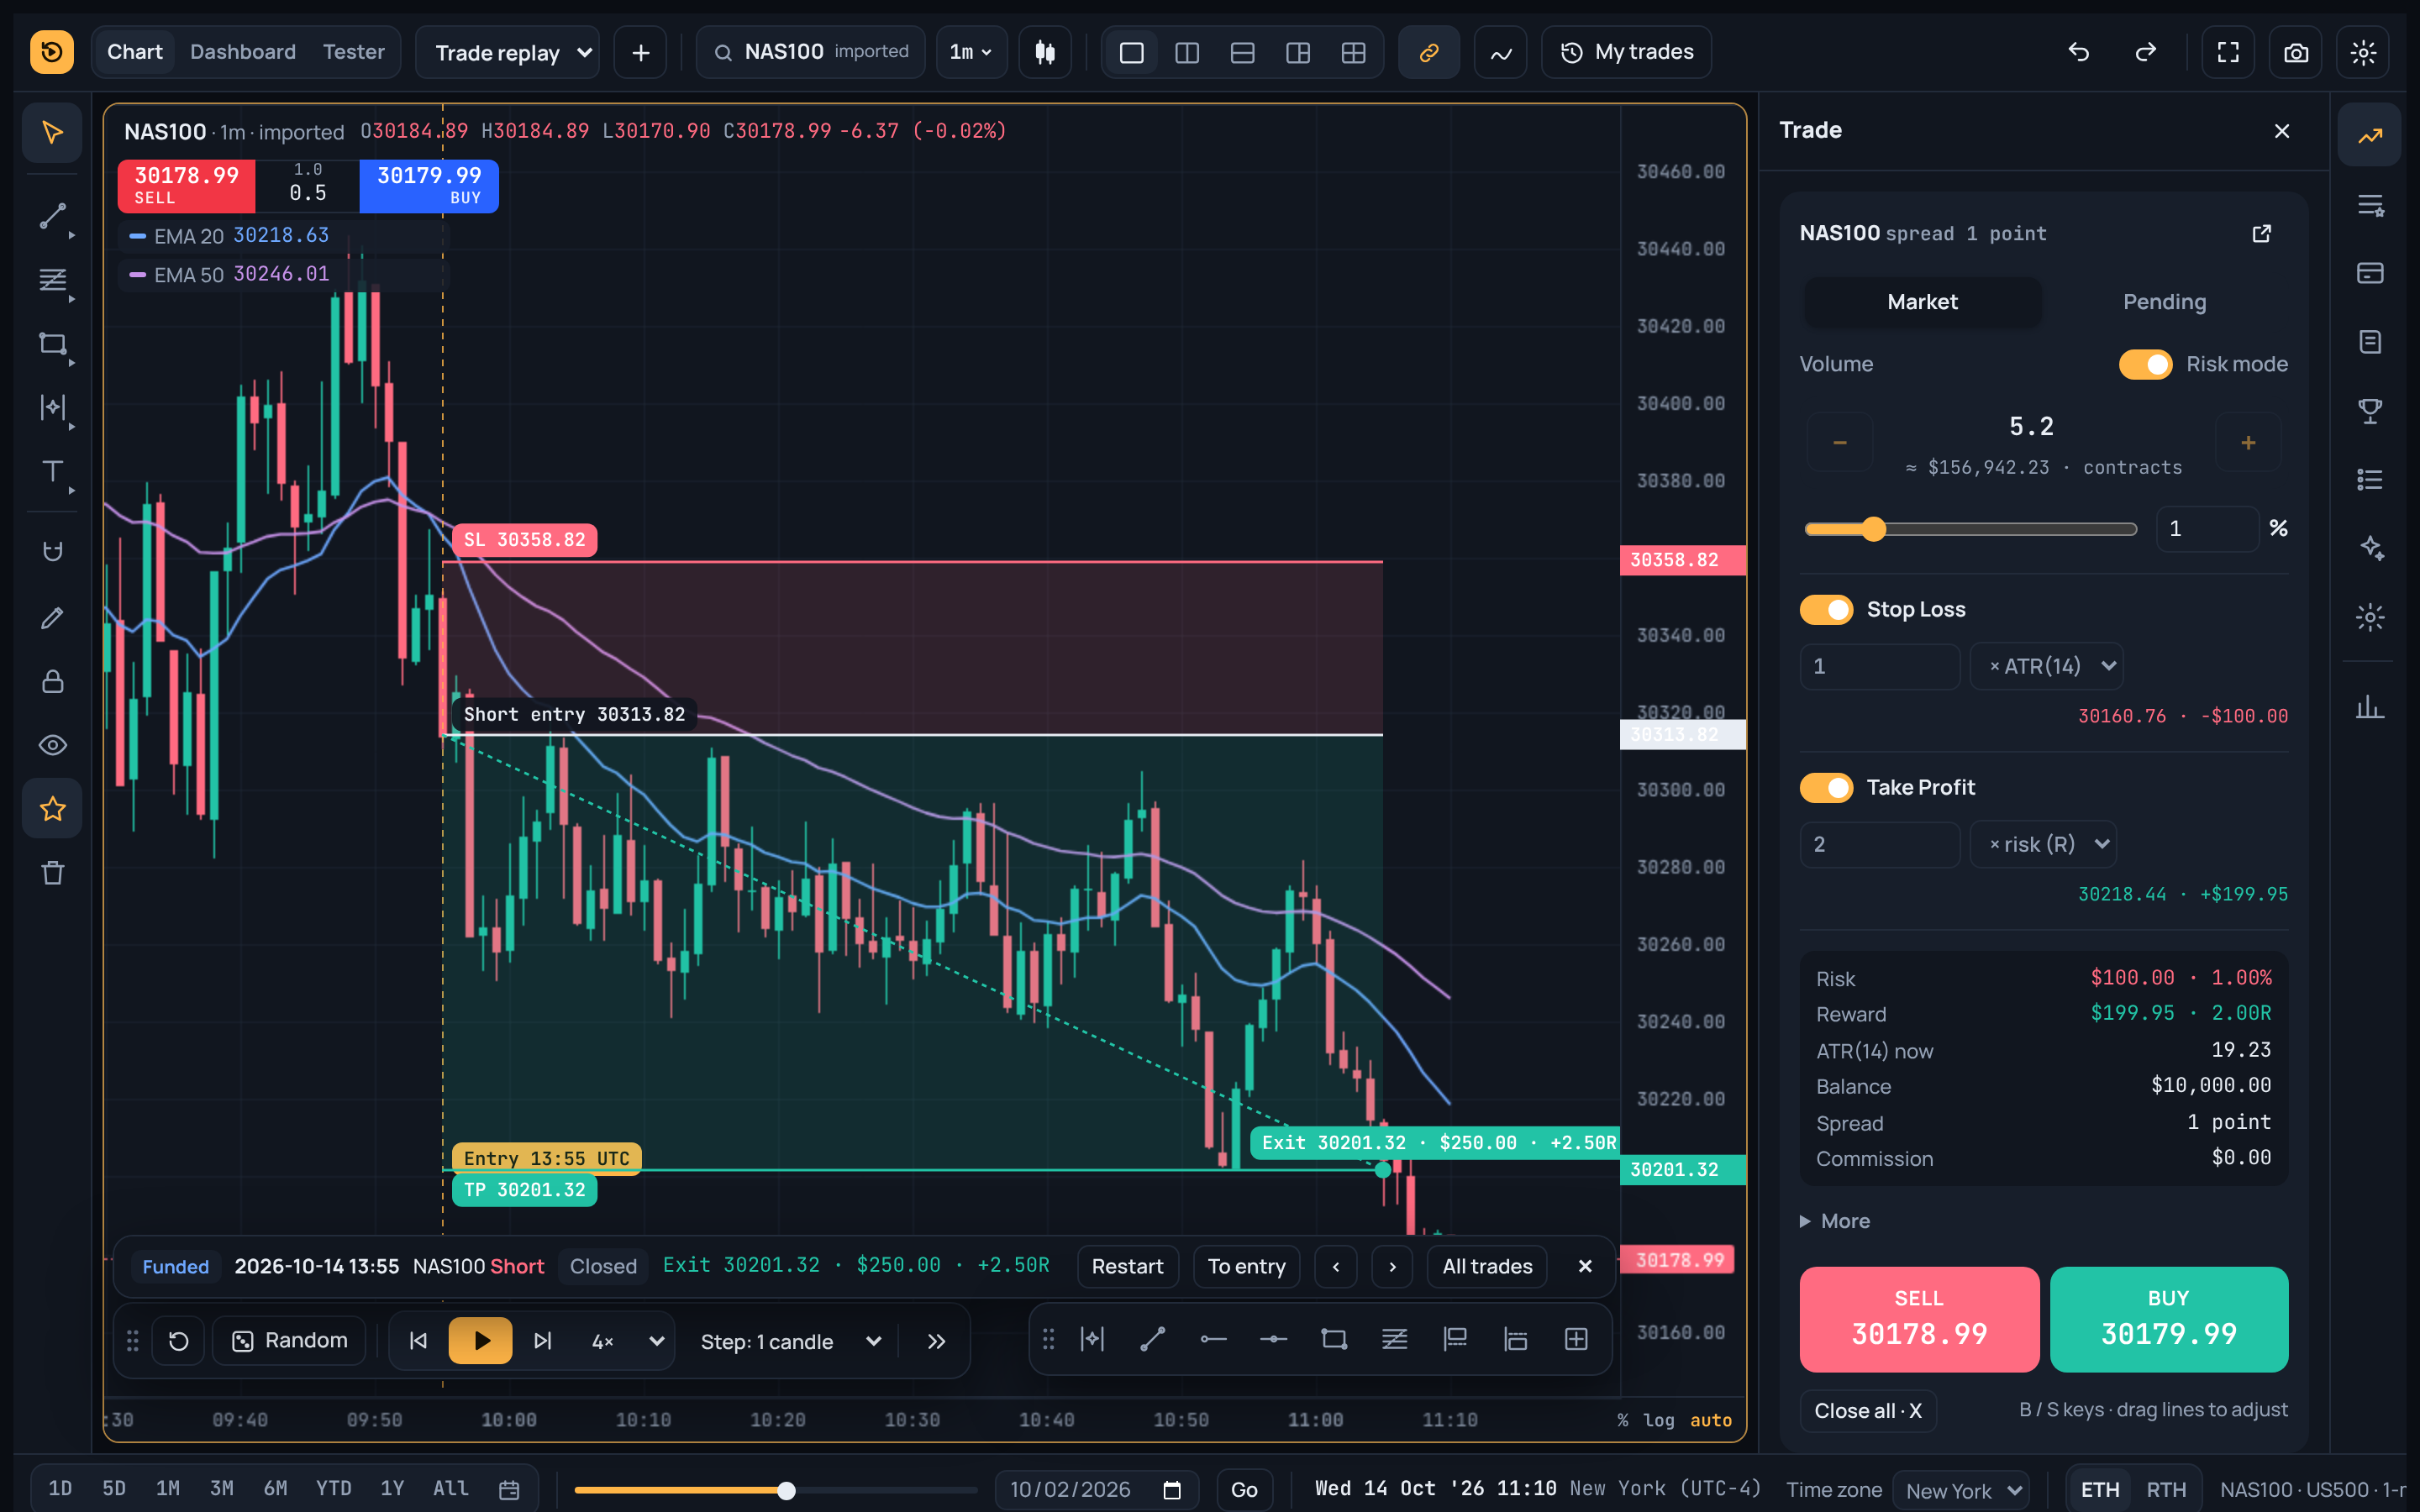 Chart Dashboard Tester Trade replay NAS100 imported 1m My trades
NAS100 · 1m · imported O30184.89 H30184.89 L30170.90 C30178.99 -6.37 (-0.02%)
30178.99 SELL 1.0 0.5 30179.99 BUY
EMA 20 30218.63
EMA 50 30246.01
SL 30358.82
Short entry 30313.82
Entry 13:55 UTC
TP 30201.32
Exit 30201.32 · $250.00 · +2.50R
30460.00
30440.00
30420.00
30400.00
30380.00
30358.82
30340.00
30320.00
30313.82
30300.00
30280.00
30260.00
30240.00
30220.00
30201.32
30178.99
30160.00
Funded 2026-10-14 13:55 NAS100 Short Closed Exit 30201.32 · $250.00 · +2.50R Restart To entry ‹ › All trades ×
Random 4× Step: 1 candle
:30 09:40 09:50 10:00 10:10 10:20 10:30 10:40 10:50 11:00 11:10 % log auto
Trade
NAS100 spread 1 point
Market Pending
Volume Risk mode
− 5.2 +
≈ $156,942.23 · contracts
1 %
Stop Loss
1 × ATR(14)
30160.76 · -$100.00
Take Profit
2 × risk (R)
30218.44 · +$199.95
Risk $100.00 · 1.00%
Reward $199.95 · 2.00R
ATR(14) now 19.23
Balance $10,000.00
Spread 1 point
Commission $0.00
More
SELL 30178.99
BUY 30179.99
Close all · X B / S keys · drag lines to adjust
1D 5D 1M 3M 6M YTD 1Y All 10/02/2026 Go Wed 14 Oct '26 11:10 New York (UTC-4) Time zone New York ETH RTH NAS100 · US500 ·